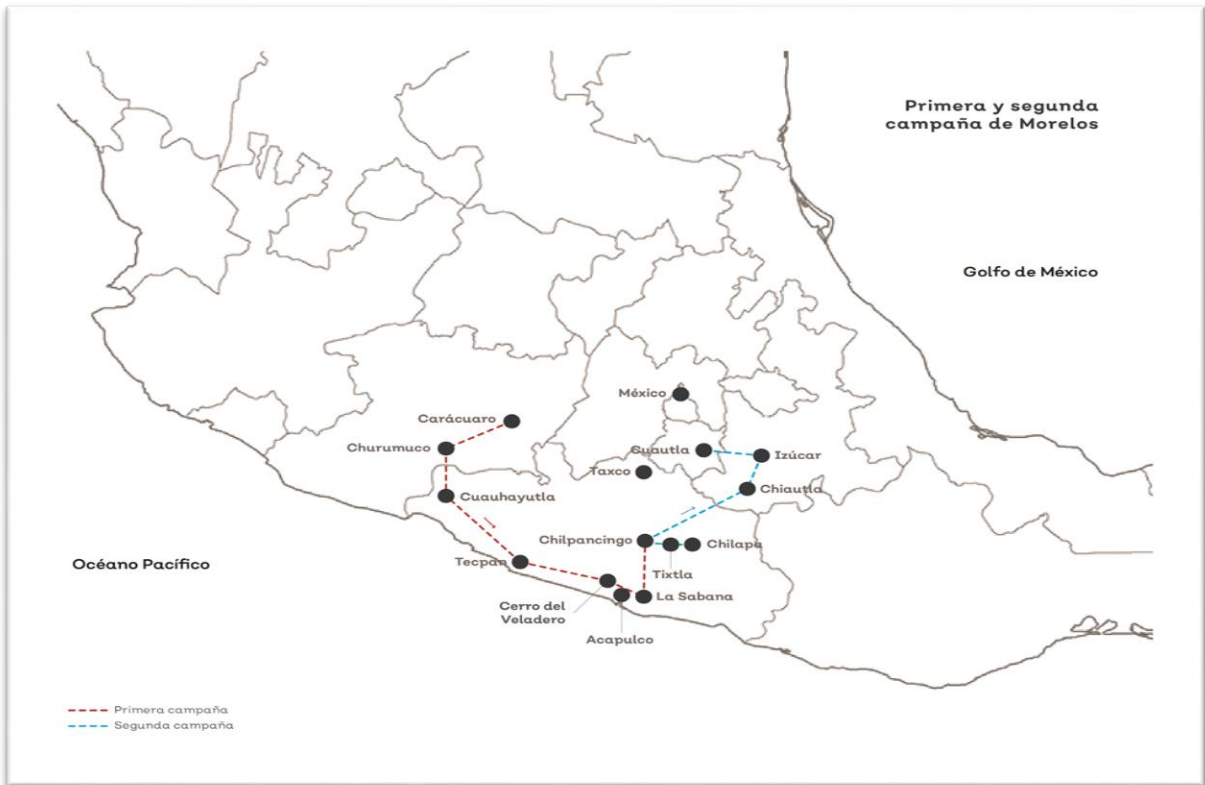 Primera y segunda
campaña de Morelos
Golfo de México
México
Carácuaro
Churumuco
Cuautla
Izúcar
Taxco
Chiautla
Cuauhayutla
Chilpancingo
Chilapa
Océano Pacífico
Tecpan
Tixtla
La Sabana
Cerro del
Veladero
Acapulco
Primera campaña
Segunda campaña